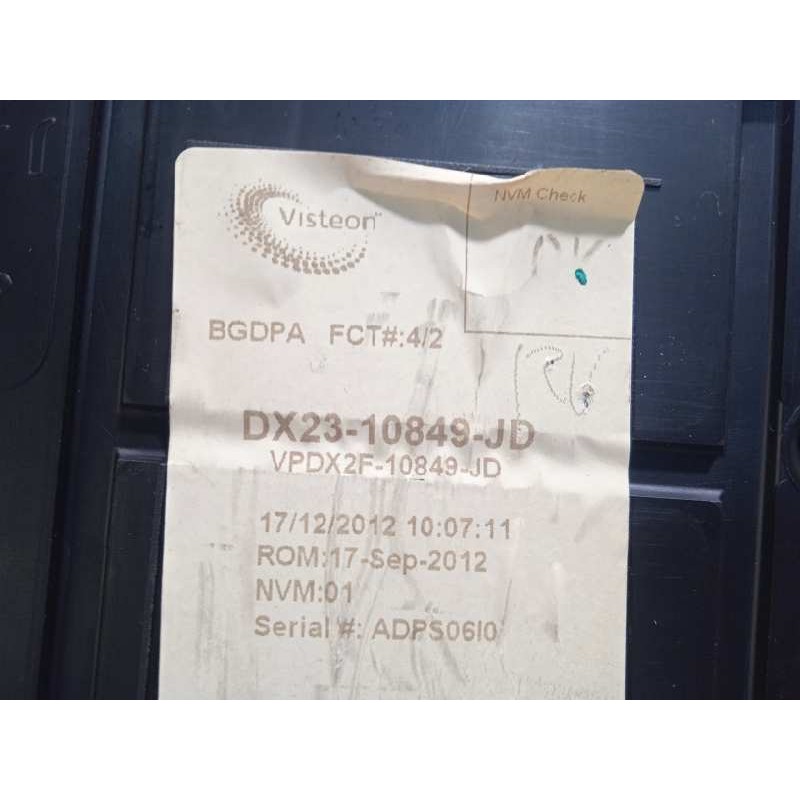 Visteon™
NVM Check
BGDPA FCT#:4/2
DX23-10849-JD
VPDX2F-10849-JD
17/12/2012 10:07:11
ROM:17-Sep-2012
NVM:01
Serial #: ADPS06I0